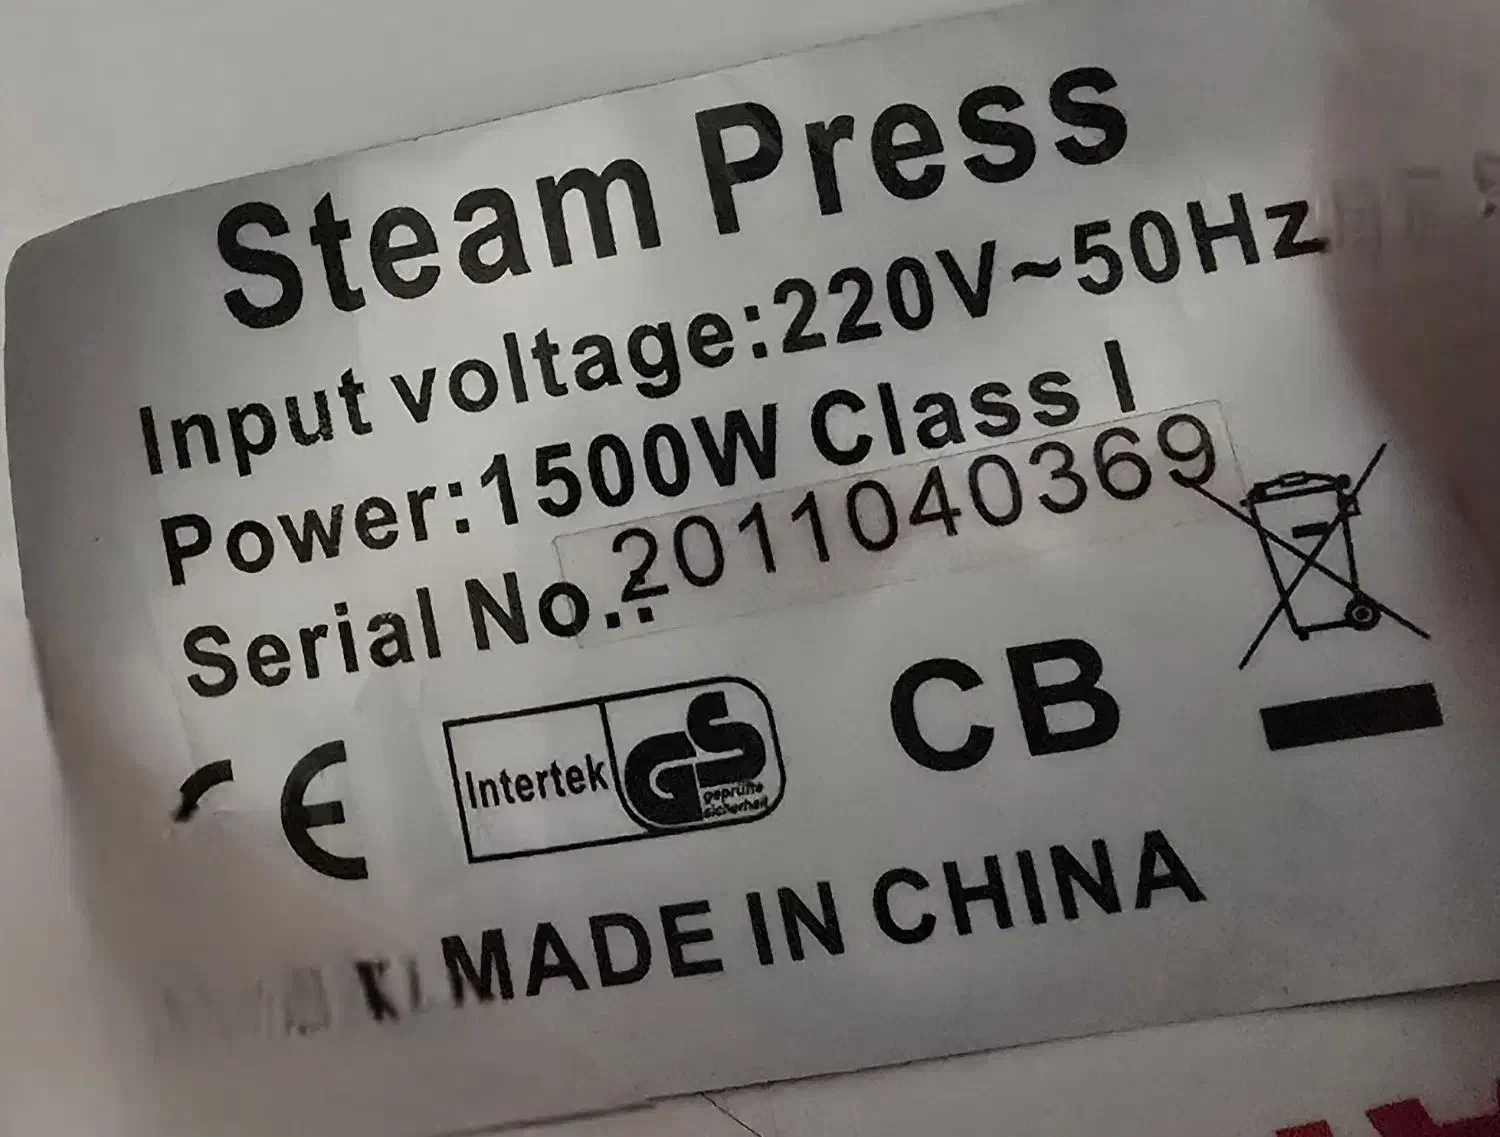 Steam Press
Input voltage:220V~50Hz
Power:1500W Class I
Serial No.:2011040369
CE
Intertek
GS
geprüfte
sicherheit
CB
MADE IN CHINA